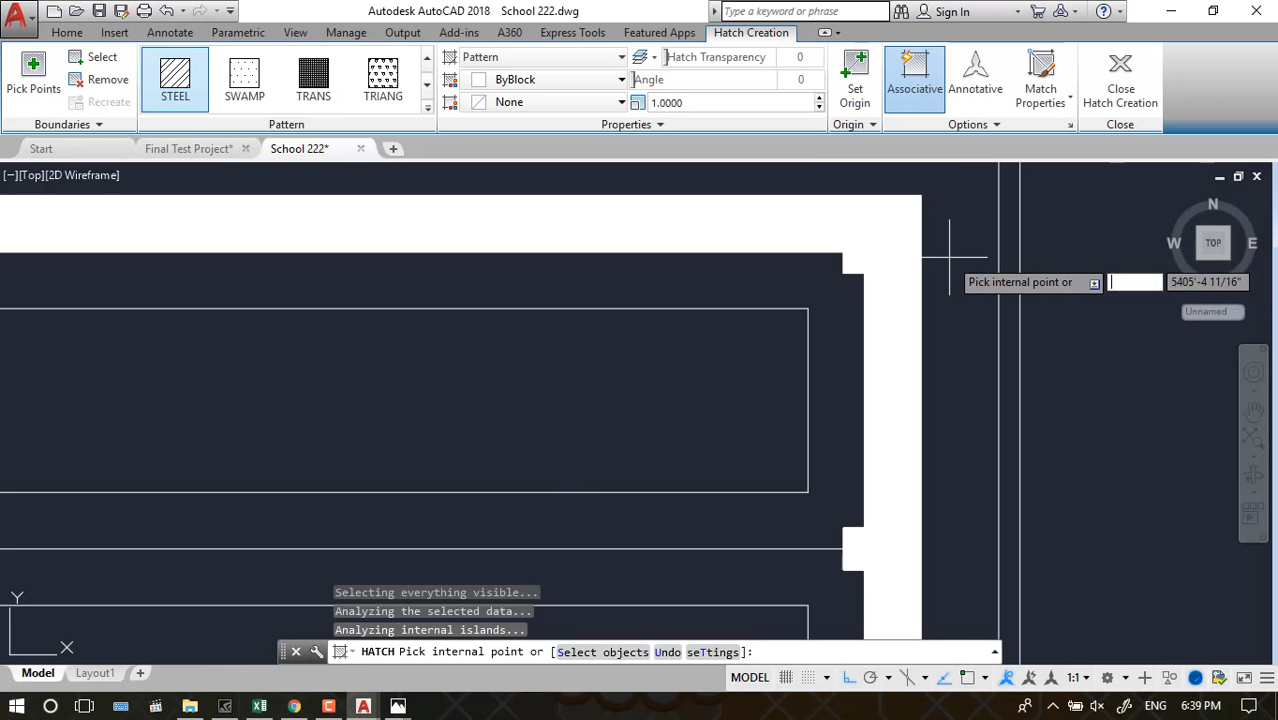 Autodesk AutoCAD 2018 School 222.dwg
Type a keyword or phrase
Sign In
Home Insert Annotate Parametric View Manage Output Add-ins A360 Express Tools Featured Apps Hatch Creation
Pick Points
Select
Remove
Recreate
STEEL SWAMP TRANS TRIANG
Pattern Hatch Transparency 0
ByBlock Angle 0
None 1.0000
Set
Origin
Associative
Annotative
Match
Properties
Close
Hatch Creation
Boundaries Pattern Properties Origin Options Close
Start Final Test Project* School 222*
[−][Top][2D Wireframe]
N
W TOP E
Pick internal point or 5405'-4 11/16"
Unnamed
Selecting everything visible...
Y
Analyzing the selected data...
Analyzing internal islands...
X HATCH Pick internal point or [Select objects Undo seTtings]:
Model Layout1 MODEL 1:1
ENG 6:39 PM